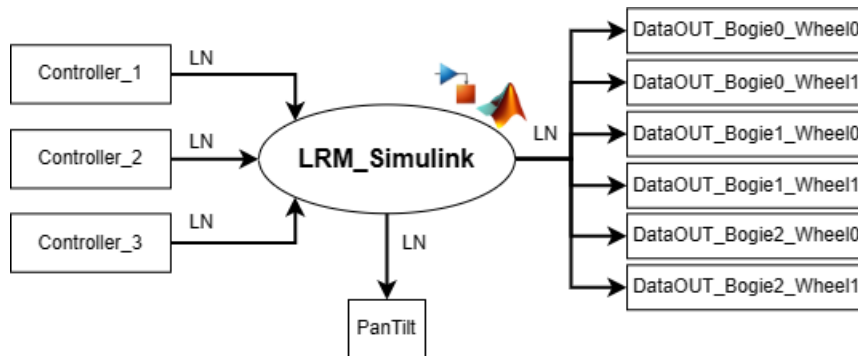 Controller_1
LN
Controller_2
LN
Controller_3
LN
LRM_Simulink
LN
PanTilt
LN
DataOUT_Bogie0_Wheel0
DataOUT_Bogie0_Wheel1
DataOUT_Bogie1_Wheel0
DataOUT_Bogie1_Wheel1
DataOUT_Bogie2_Wheel0
DataOUT_Bogie2_Wheel1